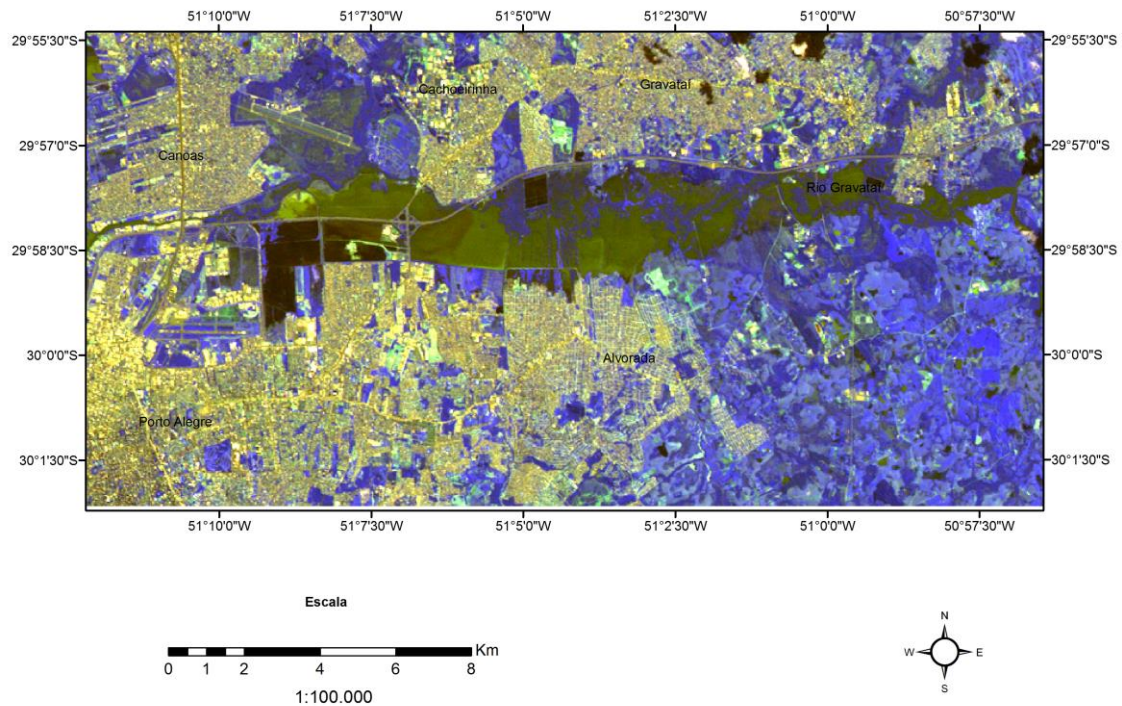 51°10'0"W 51°7'30"W 51°5'0"W 51°2'30"W 51°0'0"W 50°57'30"W
29°55'30"S 29°55'30"S
Cachoeirinha Gravataí
29°57'0"S 29°57'0"S
Canoas
Rio Gravataí
29°58'30"S 29°58'30"S
30°0'0"S 30°0'0"S
Alvorada
Porto Alegre
30°1'30"S 30°1'30"S
51°10'0"W 51°7'30"W 51°5'0"W 51°2'30"W 51°0'0"W 50°57'30"W
Escala
N
W E
S
Km
0 1 2 4 6 8
1:100.000